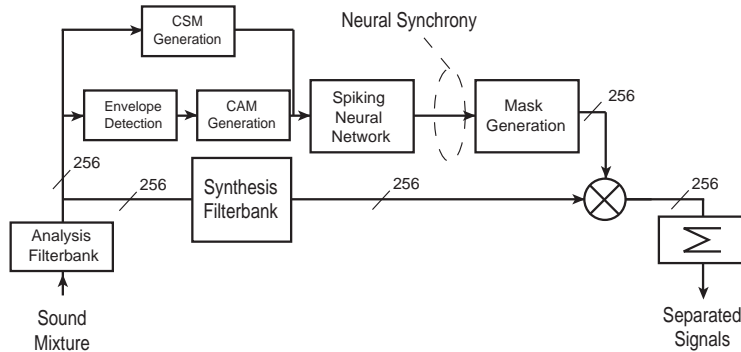 CSM
Generation
Neural Synchrony
Envelope
Detection
CAM
Generation
Spiking
Neural
Network
Mask
Generation
256
256
256
Synthesis
Filterbank
256
256
Analysis
Filterbank
Σ
Sound
Mixture
Separated
Signals